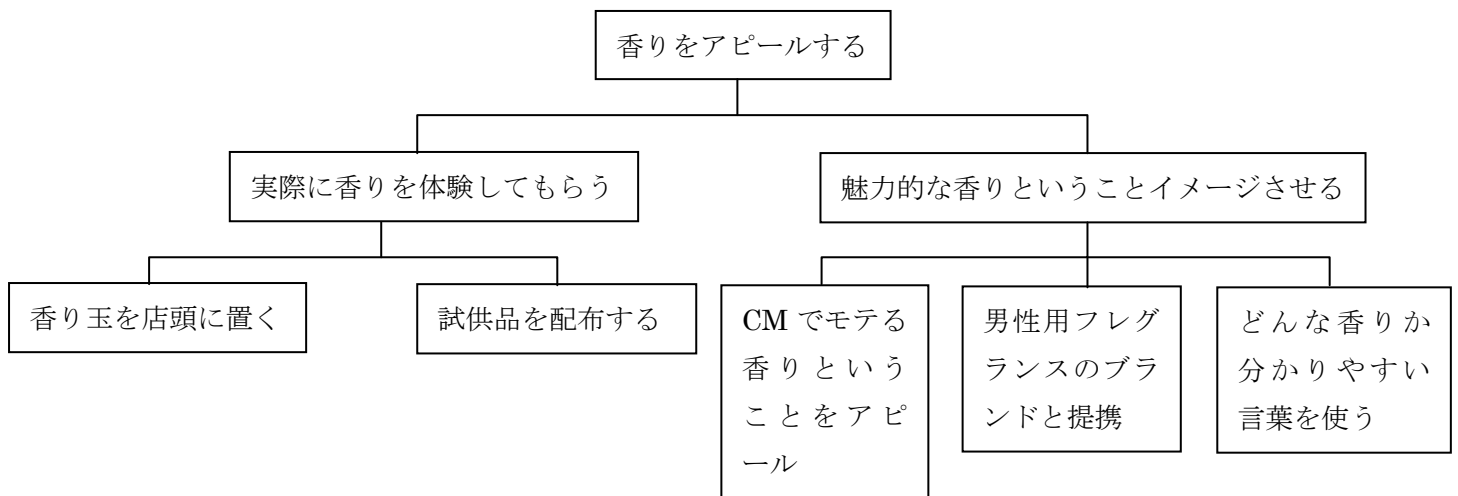 香りをアピールする
実際に香りを体験してもらう
魅力的な香りということイメージさせる
香り玉を店頭に置く
試供品を配布する
CM でモテる
香りという
ことをアピ
ール
男性用フレグ
ランスのブラ
ンドと提携
どんな香りか
分かりやすい
言葉を使う